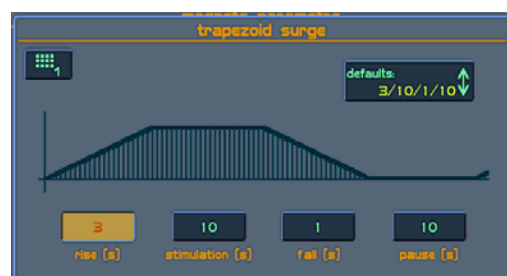 trapezoid surge
1
defaults:
3/10/1/10
3 10 1 10
rise [s] stimulation [s] fall [s] pause [s]